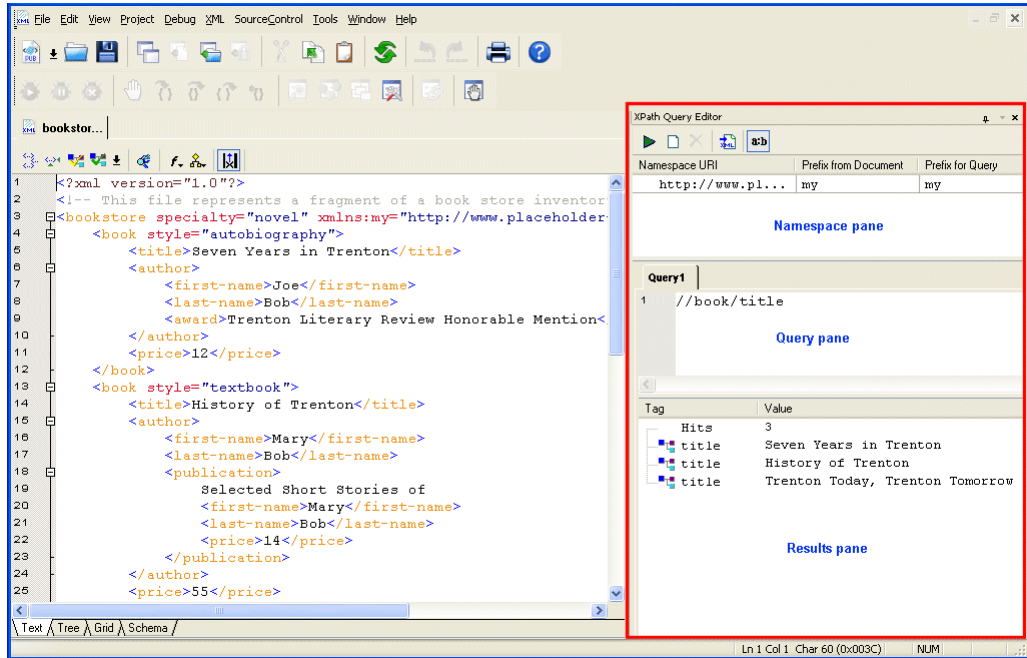 File Edit View Project Debug XML SourceControl Tools Window Help
bookstor...
1 <?xml version="1.0"?>
2 <!-- This file represents a fragment of a book store inventor
3 <bookstore specialty="novel" xmlns:my="http://www.placeholder
4 <book style="autobiography">
5 <title>Seven Years in Trenton</title>
6 <author>
7 <first-name>Joe</first-name>
8 <last-name>Bob</last-name>
9 <award>Trenton Literary Review Honorable Mention<
10 </author>
11 <price>12</price>
12 </book>
13 <book style="textbook">
14 <title>History of Trenton</title>
15 <author>
16 <first-name>Mary</first-name>
17 <last-name>Bob</last-name>
18 <publication>
19 Selected Short Stories of
20 <first-name>Mary</first-name>
21 <last-name>Bob</last-name>
22 <price>14</price>
23 </publication>
24 </author>
25 <price>55</price>
Text Tree Grid Schema
XPath Query Editor
a:b
Namespace URI Prefix from Document Prefix for Query
http://www.pl... my my
Namespace pane
Query1
1 //book/title
Query pane
Tag Value
Hits 3
title Seven Years in Trenton
title History of Trenton
title Trenton Today, Trenton Tomorrow
Results pane
Ln 1 Col 1 Char 60 (0x003C) NUM